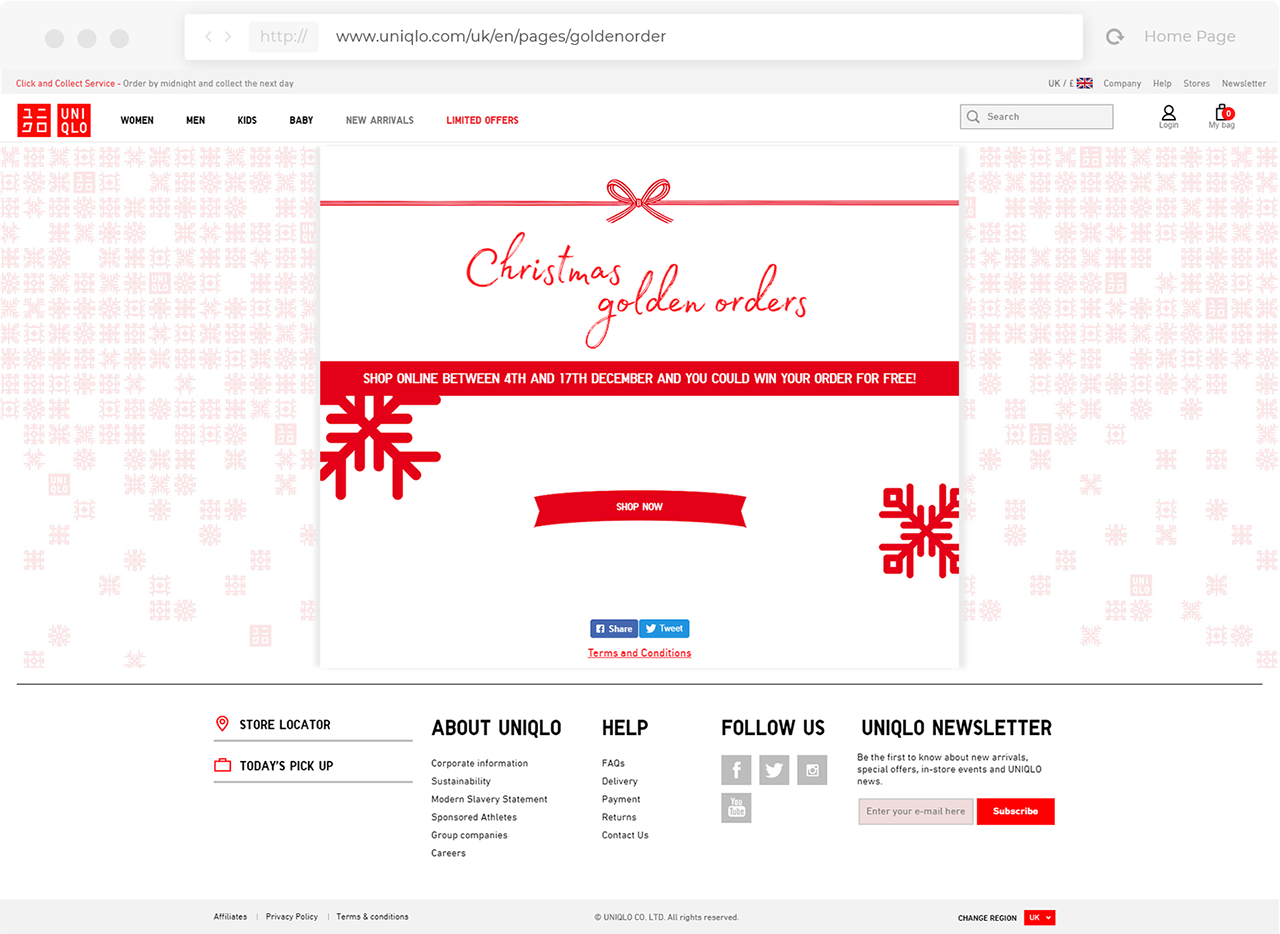 http://
www.uniqlo.com/uk/en/pages/goldenorder
Home Page
Click and Collect Service - Order by midnight and collect the next day
UK / £
Company
Help
Stores
Newsletter
ユニクロ
UNIQLO
WOMEN
MEN
KIDS
BABY
NEW ARRIVALS
LIMITED OFFERS
Search
Login
0
My bag
Christmas
golden orders
SHOP ONLINE BETWEEN 4TH AND 17TH DECEMBER AND YOU COULD WIN YOUR ORDER FOR FREE!
SHOP NOW
Share
Tweet
Terms and Conditions
STORE LOCATOR
TODAY'S PICK UP
ABOUT UNIQLO
Corporate information
Sustainability
Modern Slavery Statement
Sponsored Athletes
Group companies
Careers
HELP
FAQs
Delivery
Payment
Returns
Contact Us
FOLLOW US
You
Tube
UNIQLO NEWSLETTER
Be the first to know about new arrivals,
special offers, in-store events and UNIQLO
news.
Enter your e-mail here
Subscribe
Affiliates | Privacy Policy | Terms & conditions
© UNIQLO CO. LTD. All rights reserved.
CHANGE REGION
UK